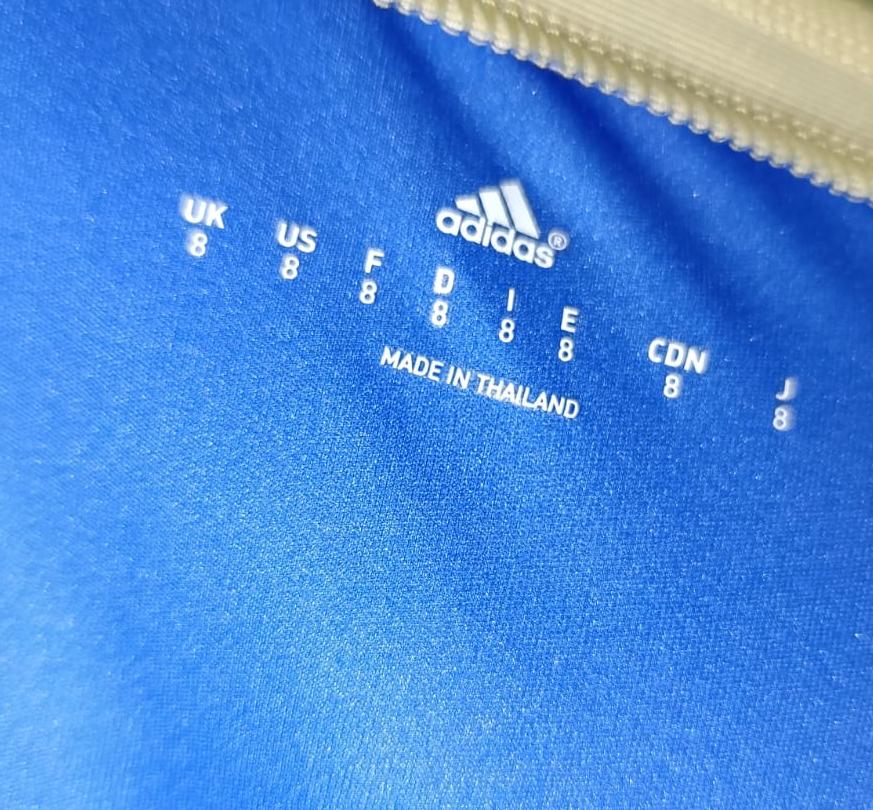 adidas®
UK US F D I E CDN J
8 8 8 8 8 8 8 8
MADE IN THAILAND